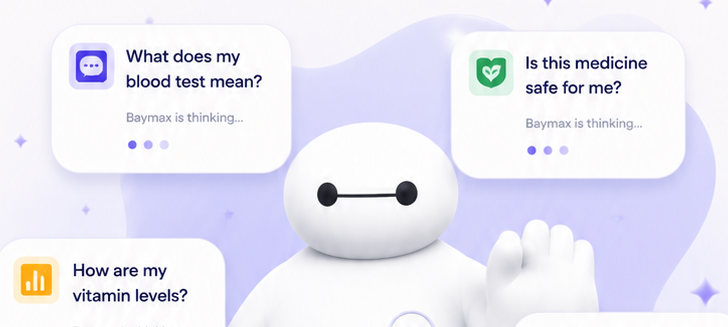 What does my
blood test mean?
Baymax is thinking...
Is this medicine
safe for me?
Baymax is thinking...
How are my
vitamin levels?